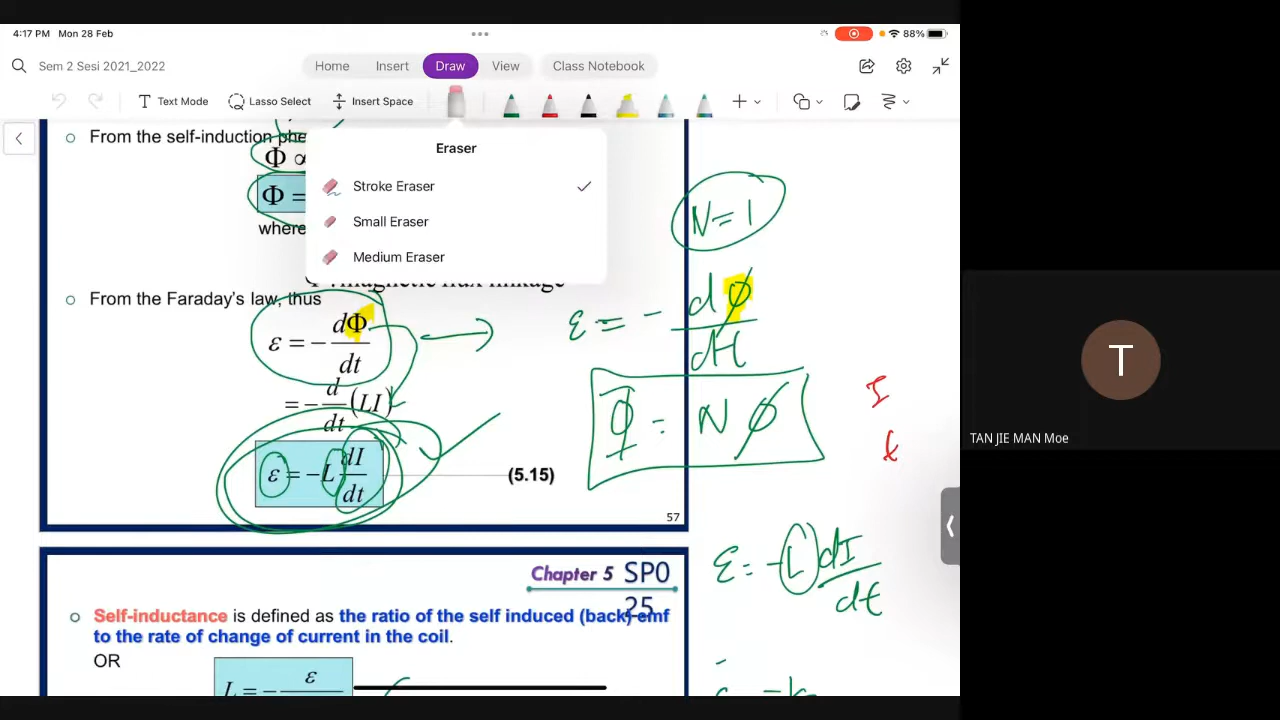 4:17 PM Mon 28 Feb
88%
Sem 2 Sesi 2021_2022
Home Insert Draw View Class Notebook
Text Mode Lasso Select Insert Space
From the self-induction phe
Φ ∝
Φ =
where
Eraser
Stroke Eraser
Small Eraser
Medium Eraser
Φ : magnetic flux linkage
From the Faraday's law, thus
ε = − dΦ/dt
= − d/dt (LI)
ε = −L dI/dt
(5.15)
57
N = 1
ε = - dφ/dt
Φ = Nφ
I
t
ε = -L dI/dt
Chapter 5 SP0
25
Self-inductance is defined as the ratio of the self induced (back) emf
to the rate of change of current in the coil.
OR
L = − ε
T
TAN JIE MAN Moe